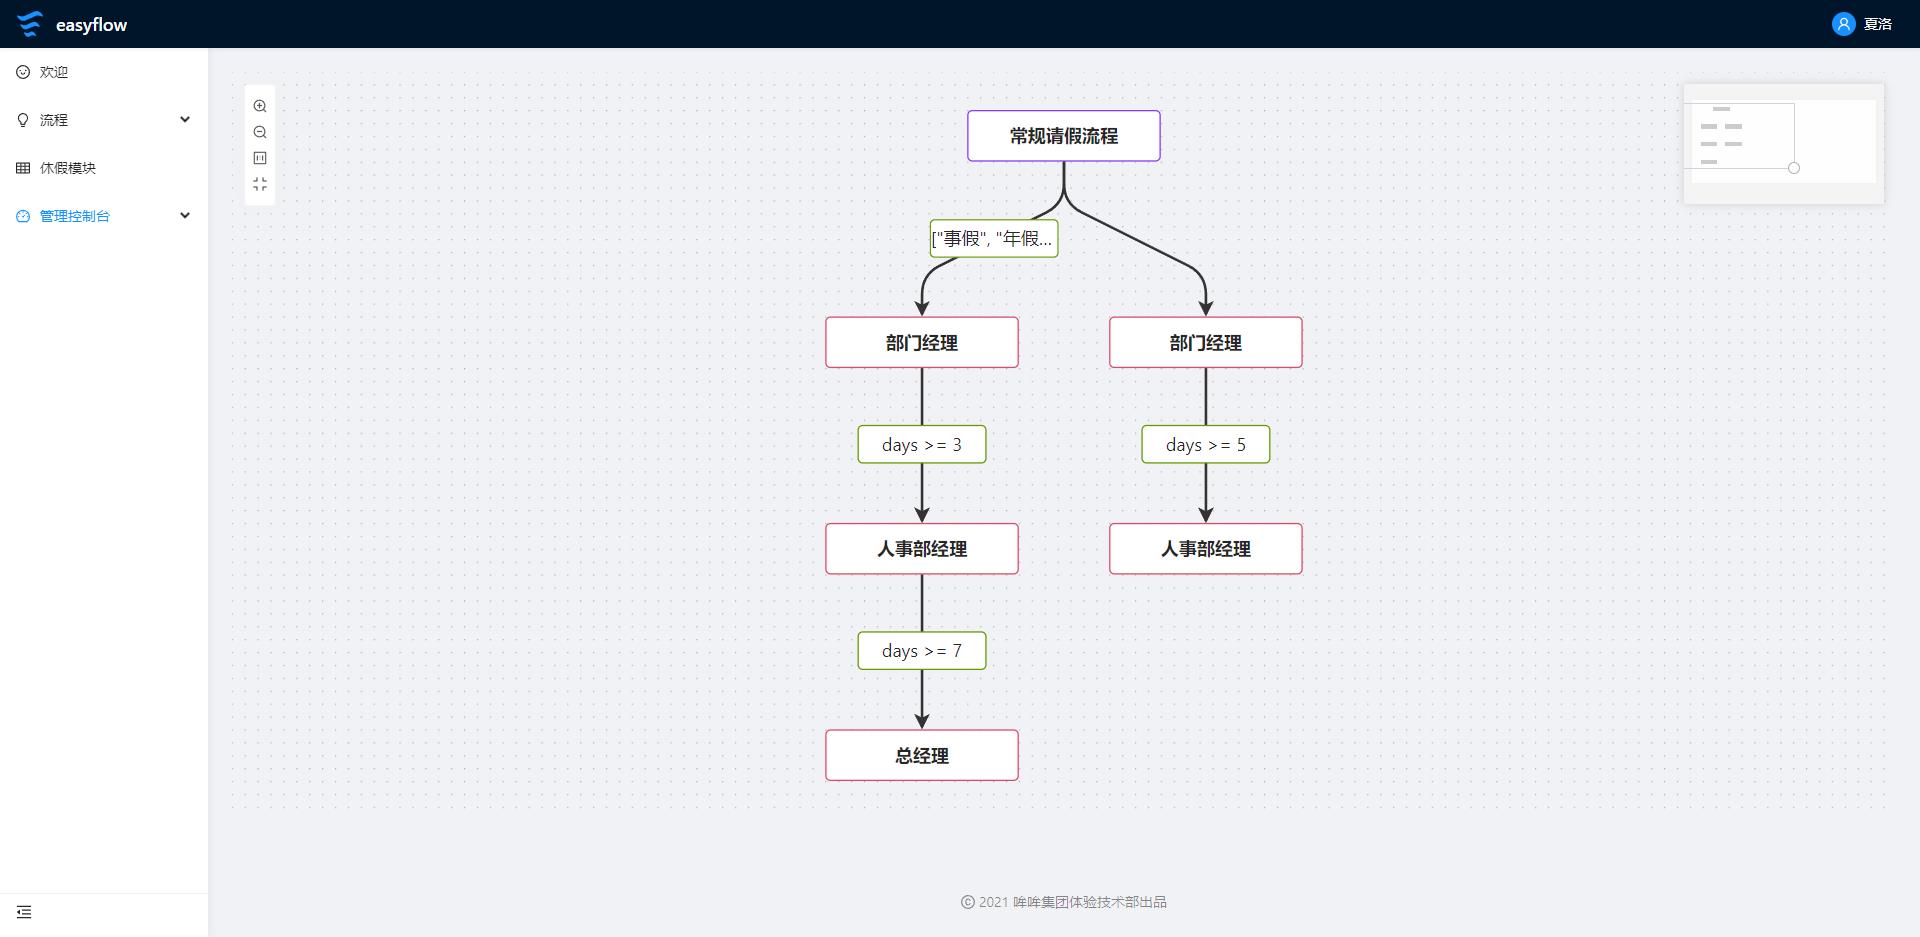 easyflow
夏洛
欢迎
流程
休假模块
管理控制台
常规请假流程
["事假", "年假...
部门经理
部门经理
days >= 3
days >= 5
人事部经理
人事部经理
days >= 7
总经理
© 2021 哞哞集团体验技术部出品